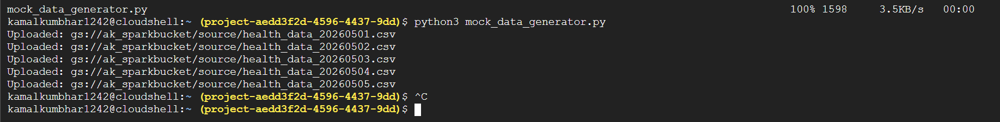 mock_data_generator.py 100% 1598 3.5KB/s 00:00
kamalkumbhar1242@cloudshell:~ (project-aedd3f2d-4596-4437-9dd)$ python3 mock_data_generator.py
Uploaded: gs://ak_sparkbucket/source/health_data_20260501.csv
Uploaded: gs://ak_sparkbucket/source/health_data_20260502.csv
Uploaded: gs://ak_sparkbucket/source/health_data_20260503.csv
Uploaded: gs://ak_sparkbucket/source/health_data_20260504.csv
Uploaded: gs://ak_sparkbucket/source/health_data_20260505.csv
kamalkumbhar1242@cloudshell:~ (project-aedd3f2d-4596-4437-9dd)$ ^C
kamalkumbhar1242@cloudshell:~ (project-aedd3f2d-4596-4437-9dd)$